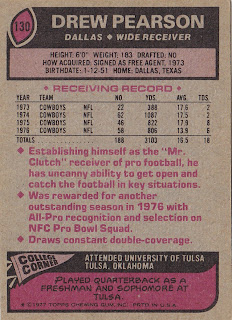 130
DREW PEARSON
DALLAS ♦ WIDE RECEIVER
HEIGHT: 6'0" WEIGHT: 183 DRAFTED: NO
HOW ACQUIRED: SIGNED AS FREE AGENT, 1973
BIRTHDATE: 1-12-51 HOME: DALLAS, TEXAS
RECEIVING RECORD
YEAR TEAM NO. YDS. AVG. TDS
1973 COWBOYS NFL 22 388 17.6 2
1974 COWBOYS NFL 62 1087 17.5 2
1975 COWBOYS NFL 46 822 17.9 8
1976 COWBOYS NFL 58 806 13.9 6
188 3103 16.5 18
♦ Establishing himself as the "Mr.
Clutch" receiver of pro football, he
has uncanny ability to get open and
catch the football in key situations.
♦ Was rewarded for another
outstanding season in 1976 with
All-Pro recognition and selection on
NFC Pro Bowl Squad.
♦ Draws constant double-coverage.
COLLEGE CORNER
ATTENDED UNIVERSITY OF TULSA
TULSA, OKLAHOMA
PLAYED QUARTERBACK AS A
FRESHMAN AND SOPHOMORE AT
TULSA.
© 1977 TOPPS CHEWING GUM, INC. PRTD. IN U.S.A.